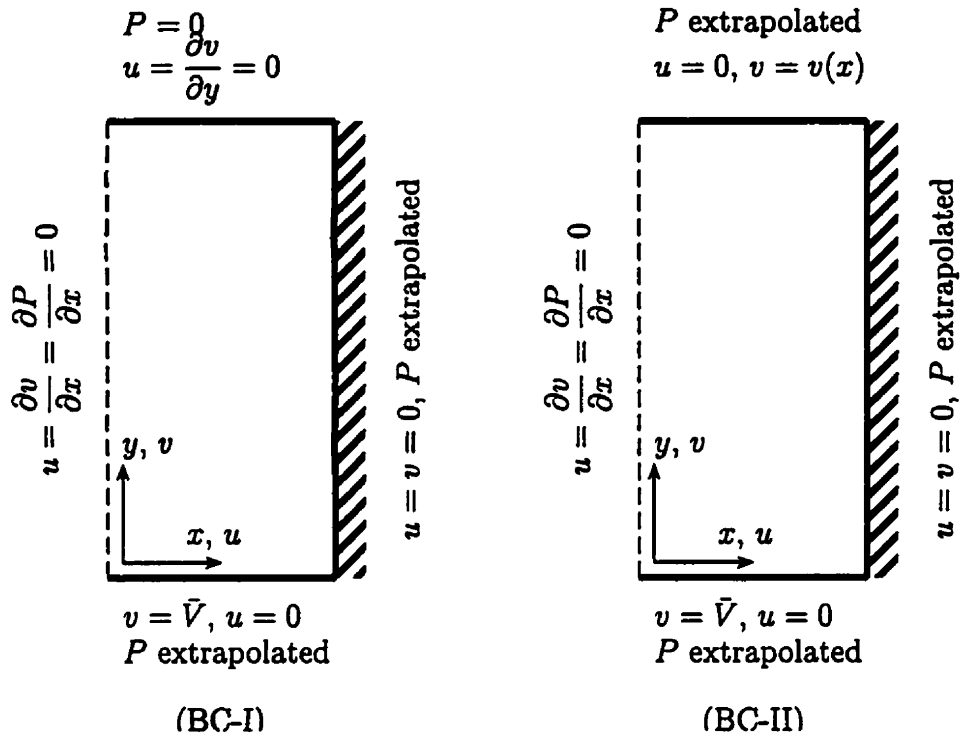 P = 0
u = ∂v/∂y = 0
u = ∂v/∂x = ∂P/∂x = 0
y, v
x, u
u = v = 0, P extrapolated
v = V̄, u = 0
P extrapolated
(BC-I)
P extrapolated
u = 0, v = v(x)
u = ∂v/∂x = ∂P/∂x = 0
y, v
x, u
u = v = 0, P extrapolated
v = V̄, u = 0
P extrapolated
(BC-II)